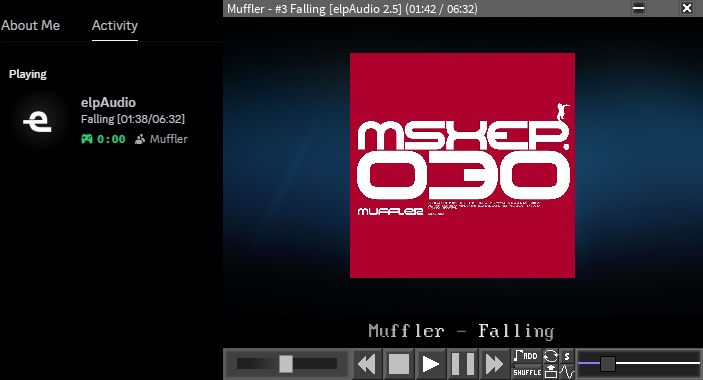 About Me
Activity
Playing
e
elpAudio
Falling [01:38/06:32]
0:00
Muffler
Muffler - #3 Falling [elpAudio 2.5] (01:42 / 06:32)
MSXEP.
030
MUFFLER
Muffler - Falling
ADD
S
SHUFFLE